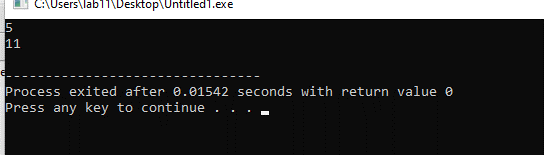 C:\Users\lab11\Desktop\Untitled1.exe
5
11
--------------------------------
Process exited after 0.01542 seconds with return value 0
Press any key to continue . . .